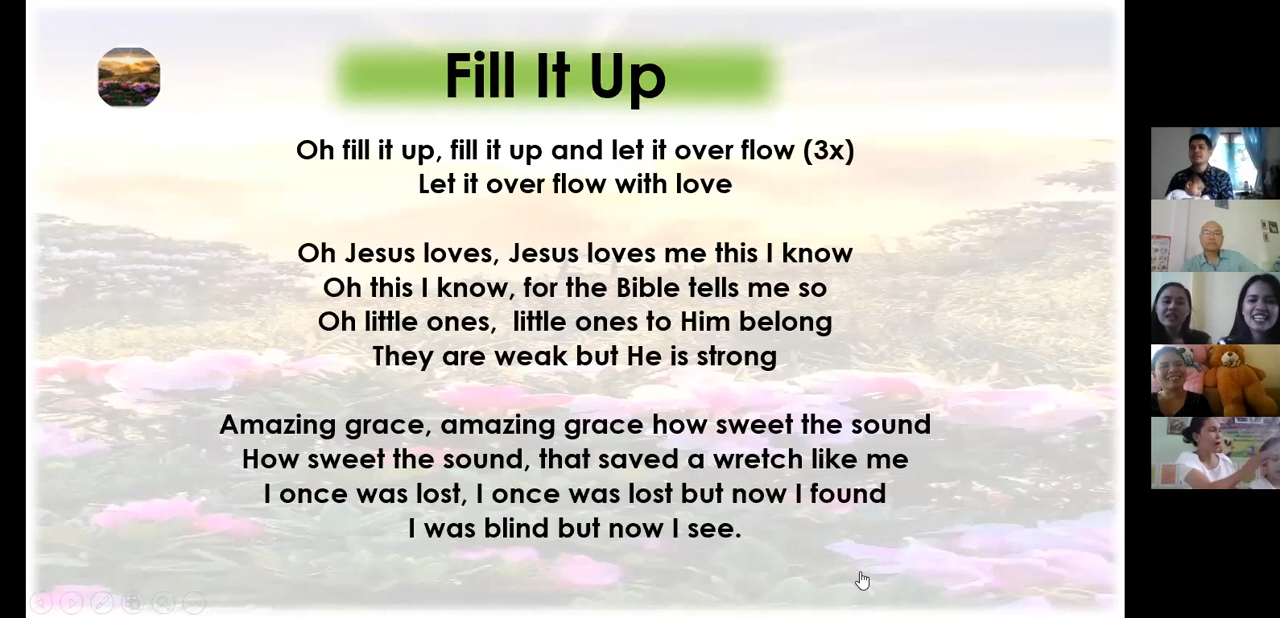 Fill It Up
Oh fill it up, fill it up and let it over flow (3x)
Let it over flow with love
Oh Jesus loves, Jesus loves me this I know
Oh this I know, for the Bible tells me so
Oh little ones,  little ones to Him belong
They are weak but He is strong
Amazing grace, amazing grace how sweet the sound
How sweet the sound, that saved a wretch like me
I once was lost, I once was lost but now I found
I was blind but now I see.